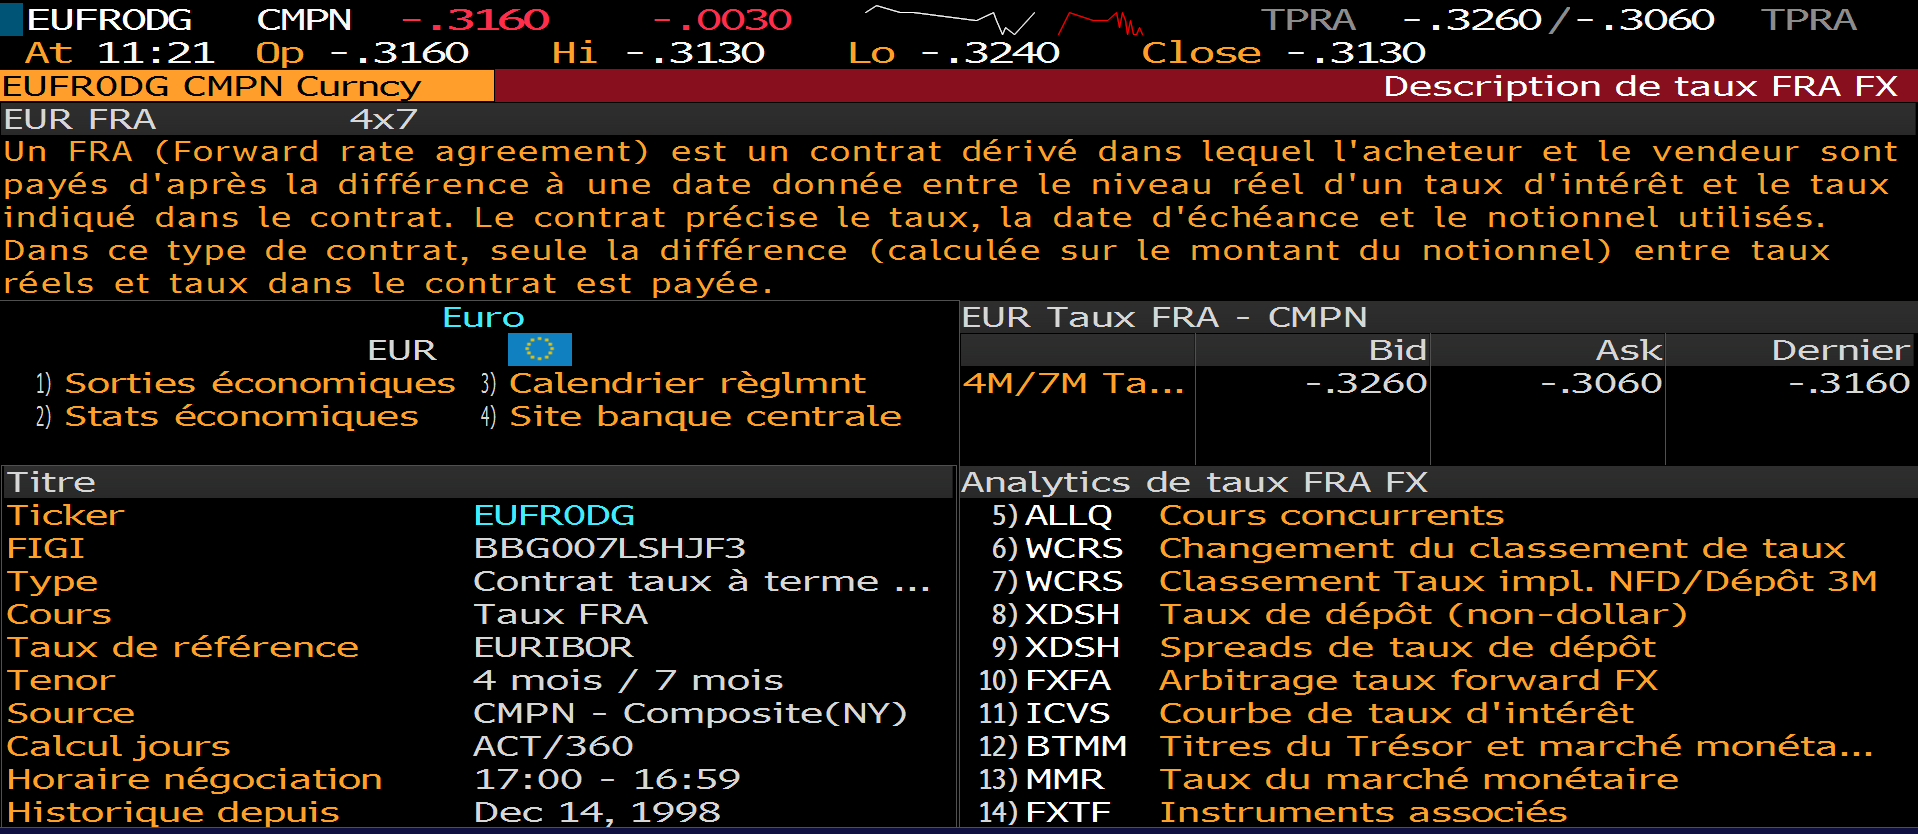 EUFR0DG CMPN -.3160 -.0030 TPRA -.3260/-.3060 TPRA
At 11:21 Op -.3160 Hi -.3130 Lo -.3240 Close -.3130
EUFR0DG CMPN Curncy Description de taux FRA FX
EUR FRA 4x7
Un FRA (Forward rate agreement) est un contrat dérivé dans lequel l'acheteur et le vendeur sont
payés d'après la différence à une date donnée entre le niveau réel d'un taux d'intérêt et le taux
indiqué dans le contrat. Le contrat précise le taux, la date d'échéance et le notionnel utilisés.
Dans ce type de contrat, seule la différence (calculée sur le montant du notionnel) entre taux
réels et taux dans le contrat est payée.
Euro
EUR
1) Sorties économiques 3) Calendrier règlmnt
2) Stats économiques 4) Site banque centrale
EUR Taux FRA - CMPN
Bid Ask Dernier
4M/7M Ta... -.3260 -.3060 -.3160
Titre
Ticker EUFR0DG
FIGI BBG007LSHJF3
Type Contrat taux à terme ...
Cours Taux FRA
Taux de référence EURIBOR
Tenor 4 mois / 7 mois
Source CMPN - Composite(NY)
Calcul jours ACT/360
Horaire négociation 17:00 - 16:59
Historique depuis Dec 14, 1998
Analytics de taux FRA FX
5) ALLQ Cours concurrents
6) WCRS Changement du classement de taux
7) WCRS Classement Taux impl. NFD/Dépôt 3M
8) XDSH Taux de dépôt (non-dollar)
9) XDSH Spreads de taux de dépôt
10) FXFA Arbitrage taux forward FX
11) ICVS Courbe de taux d'intérêt
12) BTMM Titres du Trésor et marché monéta...
13) MMR Taux du marché monétaire
14) FXTF Instruments associés